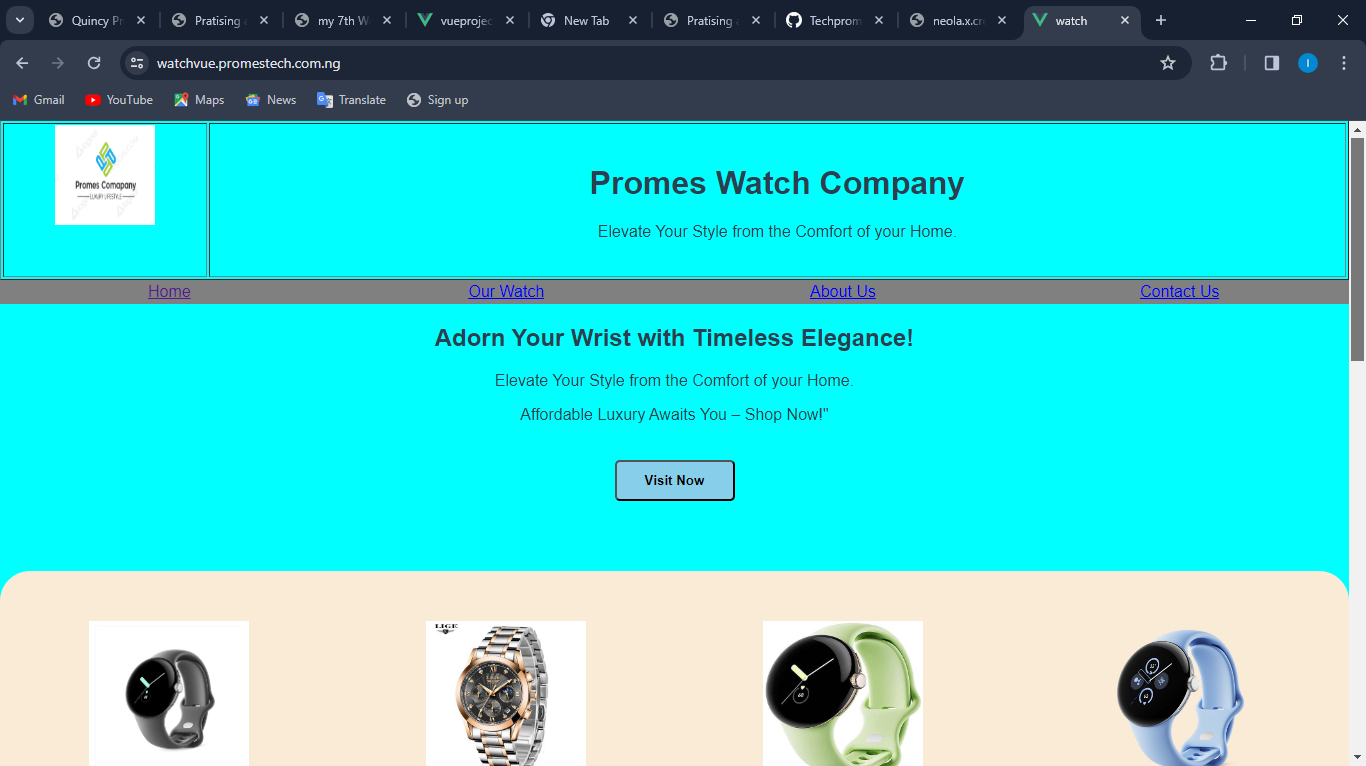 Quincy Pr
Pratising a
my 7th W
vueprojec
New Tab
Pratising a
Techprom
neola.x.cre
watch
watchvue.promestech.com.ng
I
Gmail
YouTube
Maps
News
Translate
Sign up
Promes Comapany
LUXURY LIFESTYLE
Promes Watch Company
Elevate Your Style from the Comfort of your Home.
Home
Our Watch
About Us
Contact Us
Adorn Your Wrist with Timeless Elegance!
Elevate Your Style from the Comfort of your Home.
Affordable Luxury Awaits You – Shop Now!"
Visit Now
LIGE